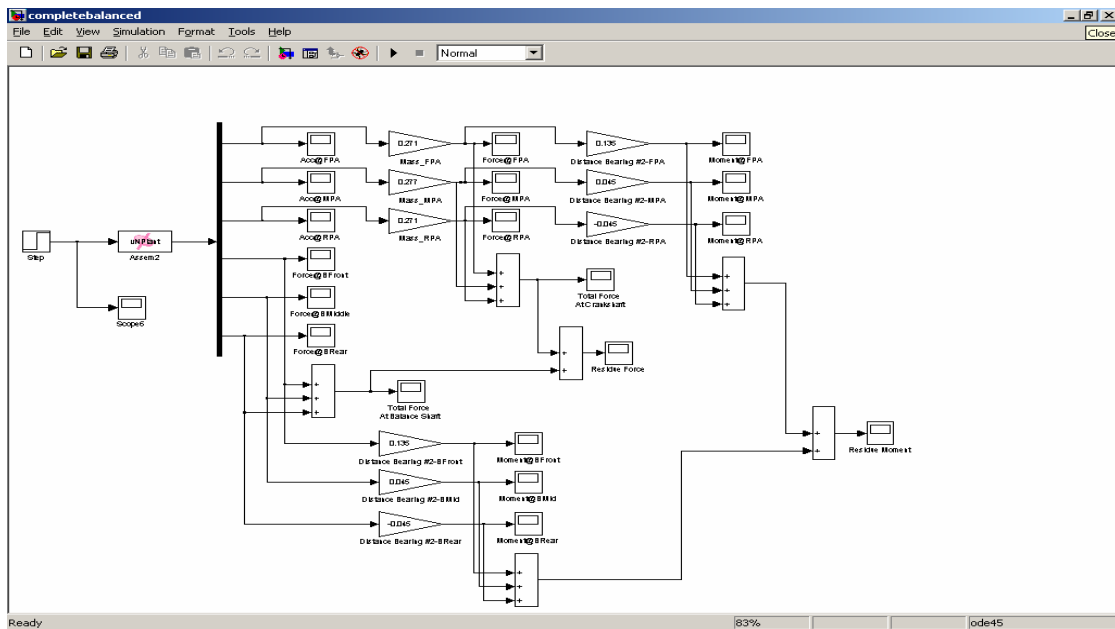 completebalanced
File Edit View Simulation Format Tools Help
Close
Normal
Acc@FPA
0.271
Mass_FPA
Force@FPA
0.135
Distance Bearing #2-FPA
Moment@FPA
Acc@MPA
0.277
Mass_MPA
Force@MPA
0.045
Distance Bearing #2-MPA
Moment@MPA
Acc@RPA
0.271
Mass_RPA
Force@RPA
-0.045
Distance Bearing #2-RPA
Moment@RPA
Step
uNPlant
Assem2
Force@BFront
Scope6
Force@BMiddle
Force@BRear
Total Force
At Crankshaft
Residue Force
Total Force
At Balance Shaft
0.135
Distance Bearing #2-BFront
Moment@BFront
Residue Moment
0.045
Distance Bearing #2-BMid
Moment@BMid
-0.045
Distance Bearing #2-BRear
Moment@BRear
Ready
83%
ode45